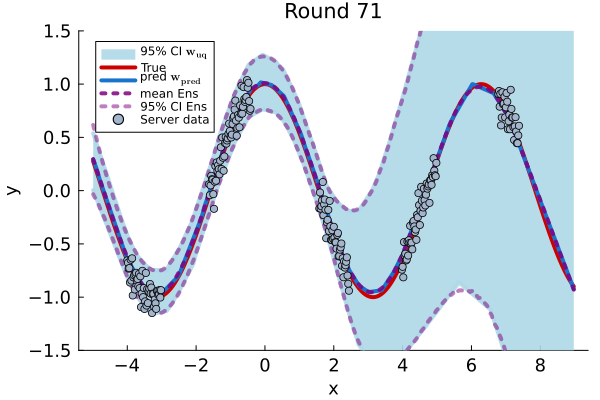 Round 71
95% CI w_uq
True
pred w_pred
mean Ens
95% CI Ens
Server data
y
1.5
1.0
0.5
0.0
−0.5
−1.0
−1.5
−4 −2 0 2 4 6 8
x